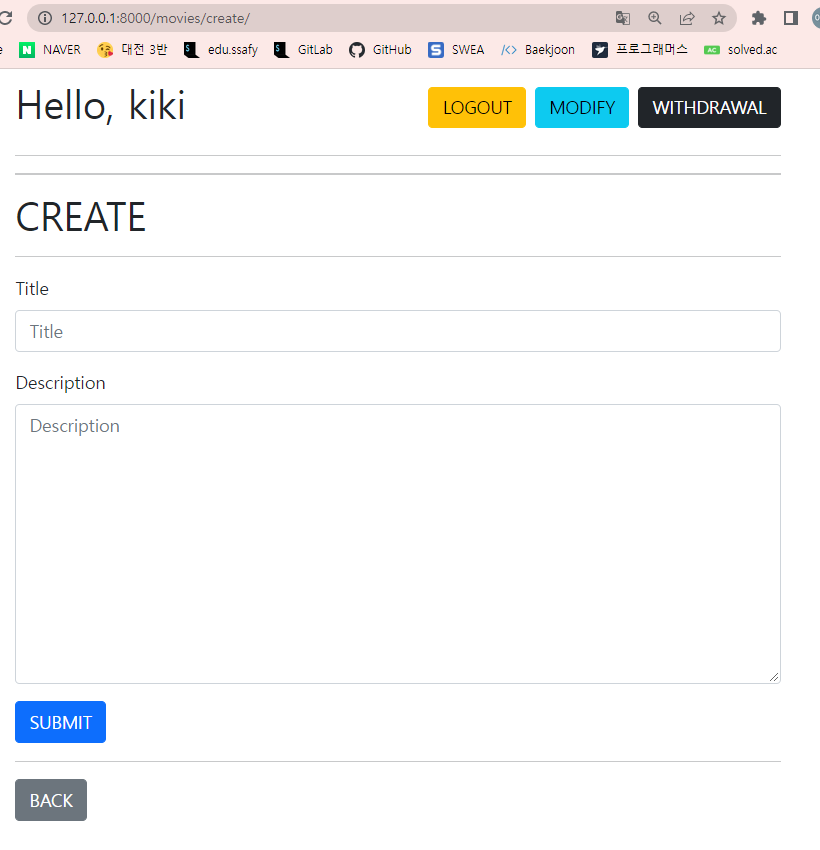 127.0.0.1:8000/movies/create/
NAVER 대전 3반 edu.ssafy GitLab GitHub SWEA Baekjoon 프로그래머스 solved.ac
Hello, kiki LOGOUT MODIFY WITHDRAWAL
CREATE
Title
Title
Description
Description
SUBMIT
BACK